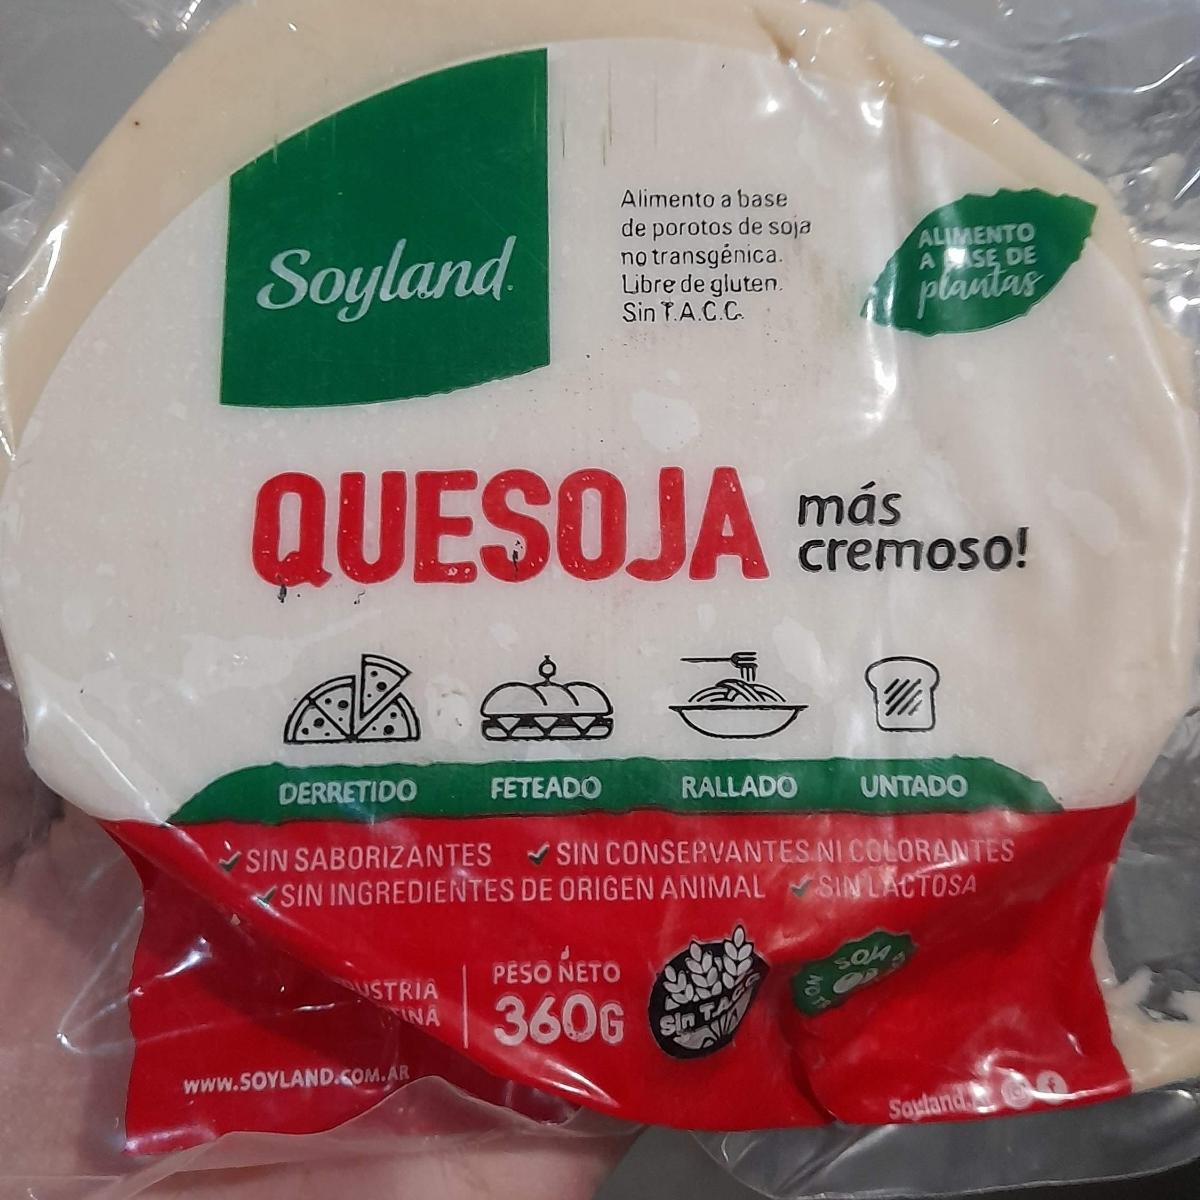 Soyland.
Alimento a base
de porotos de soja
no transgénica.
Libre de gluten.
Sin T.A.C.C.
ALIMENTO
A BASE DE
plantas
QUESOJA
más
cremoso!
DERRETIDO FETEADO RALLADO UNTADO
SIN SABORIZANTES SIN CONSERVANTES NI COLORANTES
SIN INGREDIENTES DE ORIGEN ANIMAL SIN LACTOSA
PESO NETO
360G
Sin T.A.C.C.
SOJA
NO
WWW.SOYLAND.COM.AR